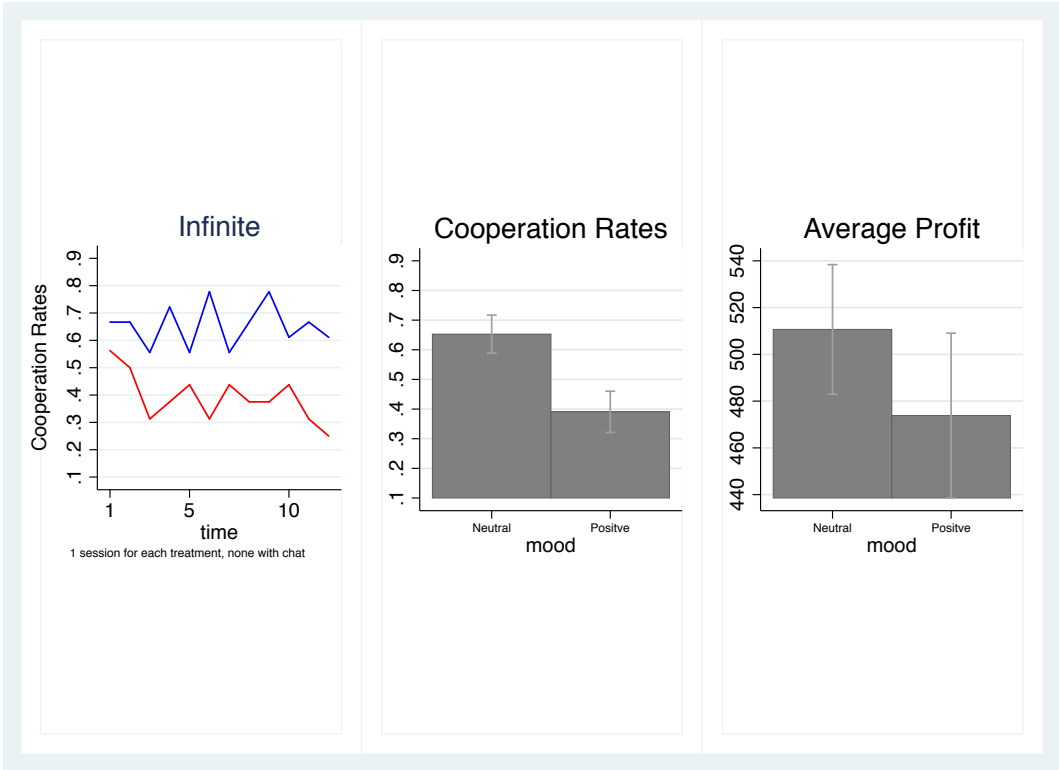 Infinite
Cooperation Rates
.9
.8
.7
.6
.5
.4
.3
.2
.1
1 5 10
time
1 session for each treatment, none with chat
Cooperation Rates
.9
.8
.7
.6
.5
.4
.3
.2
.1
Neutral Positve
mood
Average Profit
540
520
500
480
460
440
Neutral Positve
mood